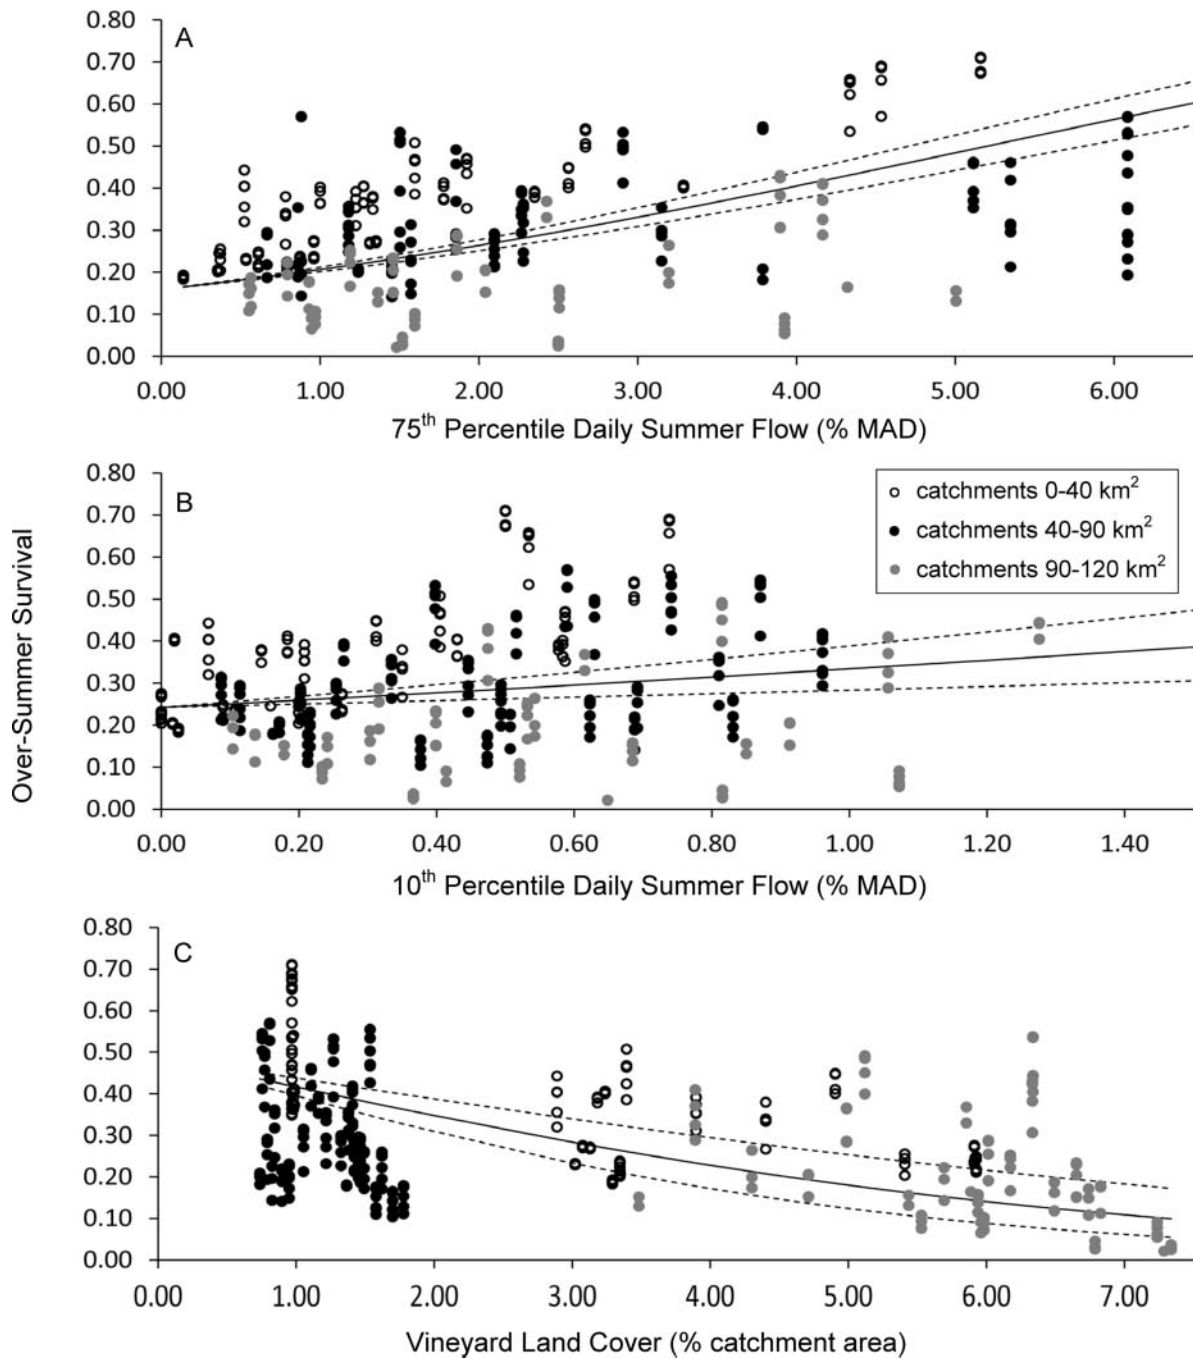 0.80
A
0.70
0.60
0.50
0.40
0.30
0.20
0.10
0.00
0.00 1.00 2.00 3.00 4.00 5.00 6.00
75th Percentile Daily Summer Flow (% MAD)
Over-Summer Survival
0.80
B
0.70
0.60
0.50
0.40
0.30
0.20
0.10
0.00
catchments 0-40 km2
catchments 40-90 km2
catchments 90-120 km2
0.00 0.20 0.40 0.60 0.80 1.00 1.20 1.40
10th Percentile Daily Summer Flow (% MAD)
0.80
C
0.70
0.60
0.50
0.40
0.30
0.20
0.10
0.00
0.00 1.00 2.00 3.00 4.00 5.00 6.00 7.00
Vineyard Land Cover (% catchment area)